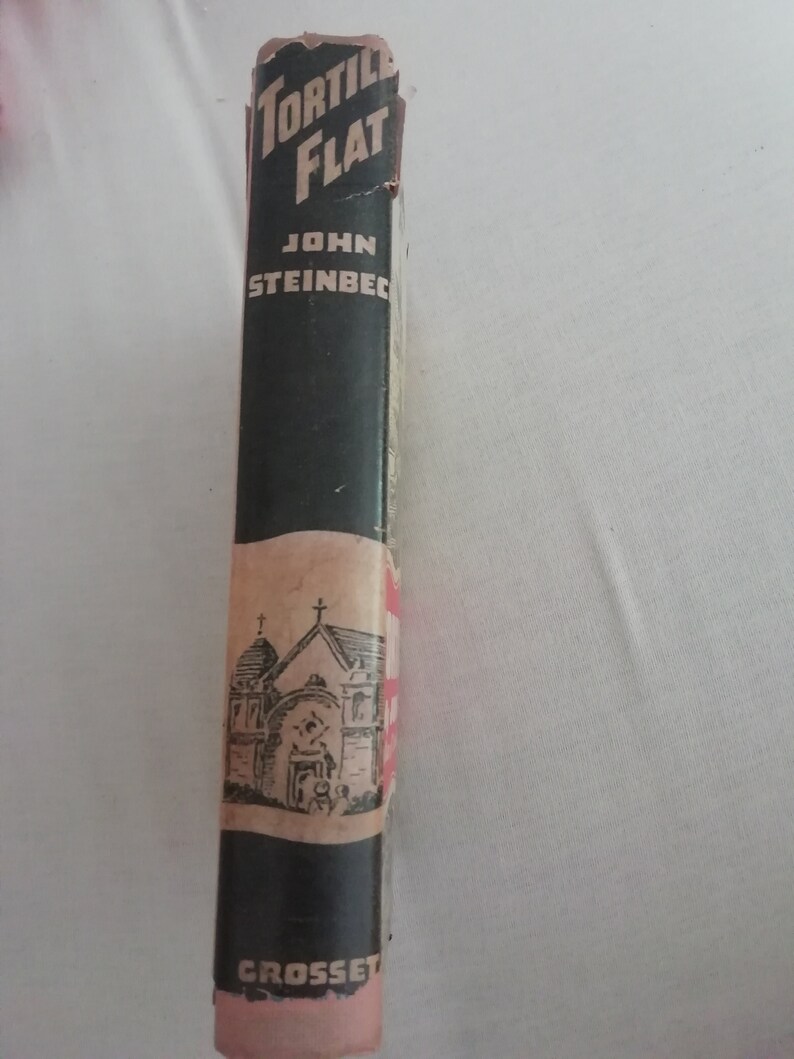 TORTILL
FLAT
JOHN
STEINBEC
GROSSET